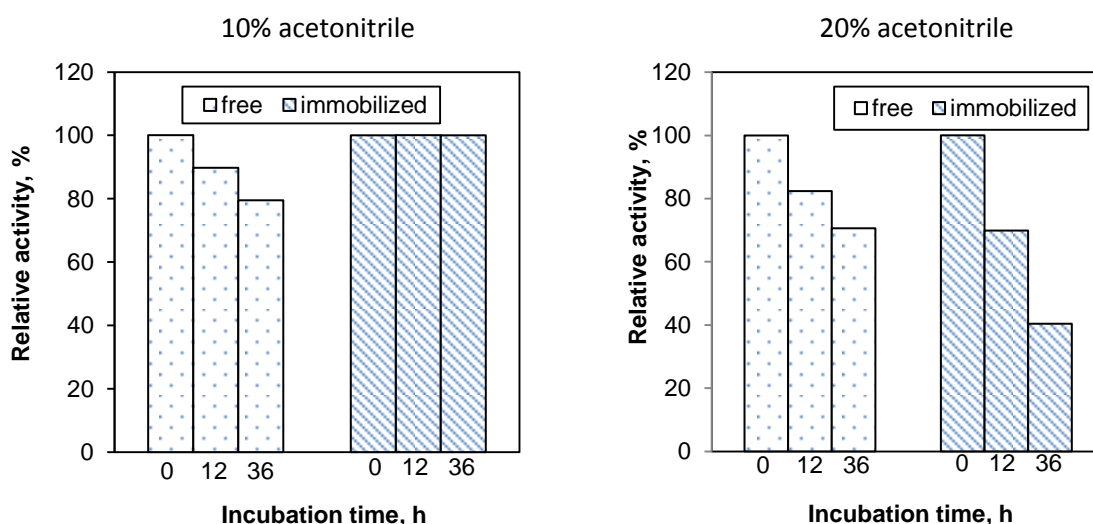 10% acetonitrile
120
100
80
60
40
20
0
Relative activity, %
free immobilized
0 12 36 0 12 36
Incubation time, h
20% acetonitrile
120
100
80
60
40
20
0
Relative activity, %
free immobilized
0 12 36 0 12 36
Incubation time, h